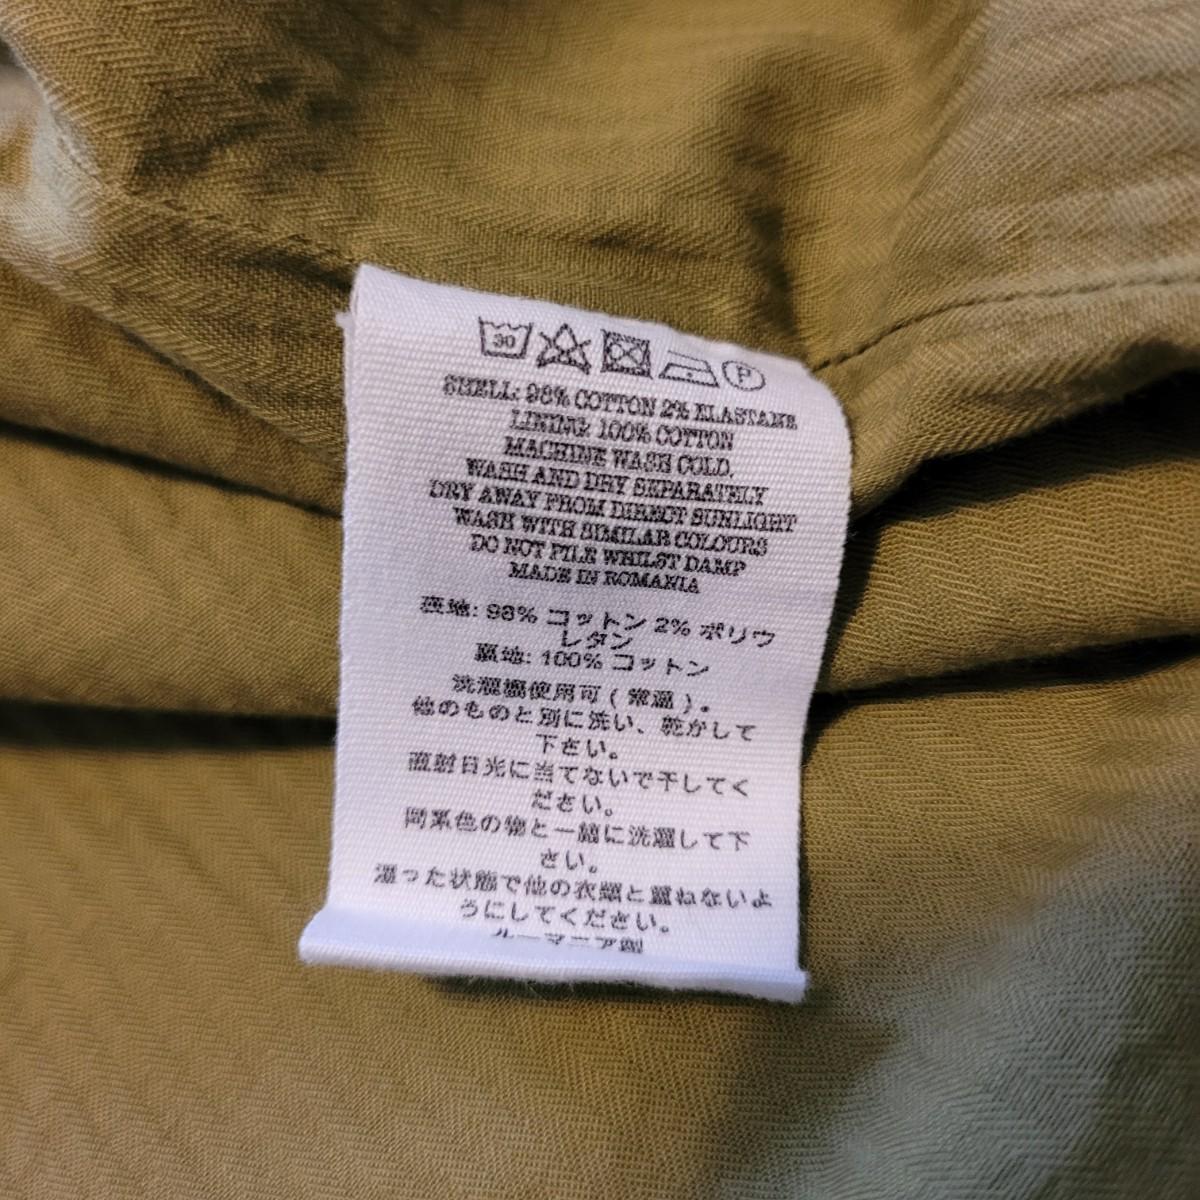 30 P
SHELL: 98% COTTON 2% ELASTANE
LINING: 100% COTTON
MACHINE WASH COLD.
WASH AND DRY SEPARATELY
DRY AWAY FROM DIRECT SUNLIGHT
WASH WITH SIMILAR COLOURS
DO NOT PILE WHILST DAMP
MADE IN ROMANIA
表地: 98% コットン 2% ポリウ
レタン
裏地: 100% コットン
洗濯機使用可 ( 常温 ) 。
他のものと別に洗い、乾かして
下さい。
直射日光に当てないで干してく
ださい。
同系色の物と一緒に洗濯して下
さい。
湿った状態で他の衣類と重ねないよ
うにしてください。
ルーマニア製